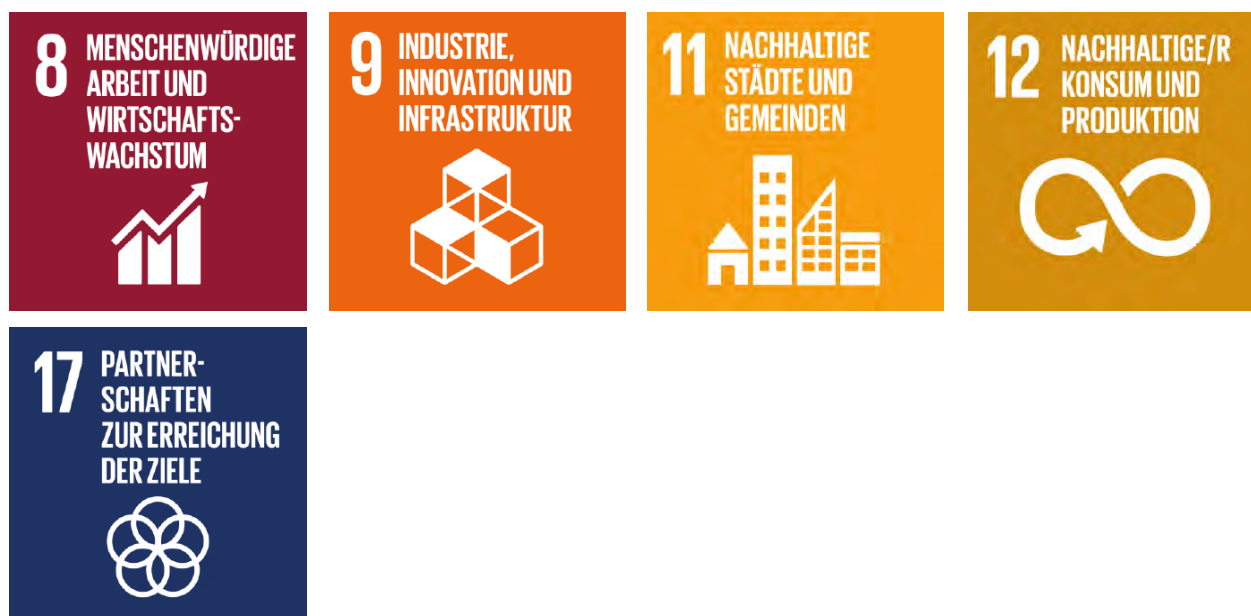 8 MENSCHENWÜRDIGE
ARBEIT UND
WIRTSCHAFTS-
WACHSTUM
9 INDUSTRIE,
INNOVATION UND
INFRASTRUKTUR
11 NACHHALTIGE
STÄDTE UND
GEMEINDEN
12 NACHHALTIGE/R
KONSUM UND
PRODUKTION
17 PARTNER-
SCHAFTEN
ZUR ERREICHUNG
DER ZIELE